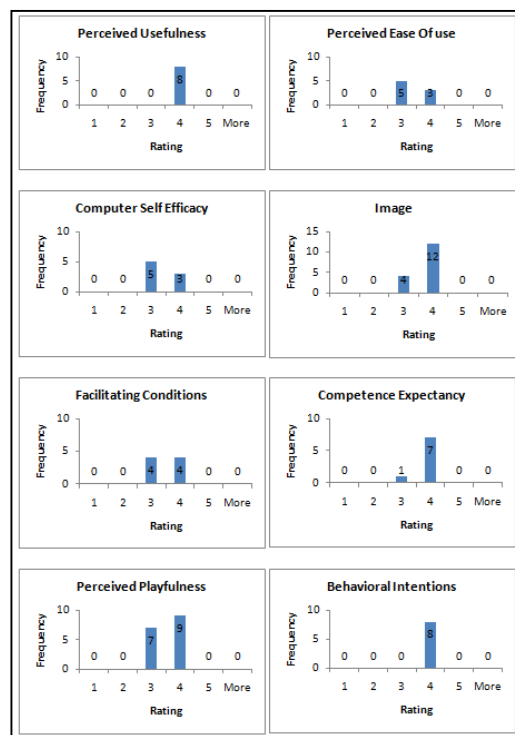 Perceived Usefulness
Frequency
10
5
0
0 0 0 8 0 0
1 2 3 4 5 More
Rating
Perceived Ease Of use
Frequency
10
5
0
0 0 5 3 0 0
1 2 3 4 5 More
Rating
Computer Self Efficacy
Frequency
10
5
0
0 0 5 3 0 0
1 2 3 4 5 More
Rating
Image
Frequency
15
10
5
0
0 0 4 12 0 0
1 2 3 4 5 More
Rating
Facilitating Conditions
Frequency
10
5
0
0 0 4 4 0 0
1 2 3 4 5 More
Rating
Competence Expectancy
Frequency
10
5
0
0 0 1 7 0 0
1 2 3 4 5 More
Rating
Perceived Playfulness
Frequency
10
5
0
0 0 7 9 0 0
1 2 3 4 5 More
Rating
Behavioral Intentions
Frequency
10
5
0
0 0 0 8 0 0
1 2 3 4 5 More
Rating